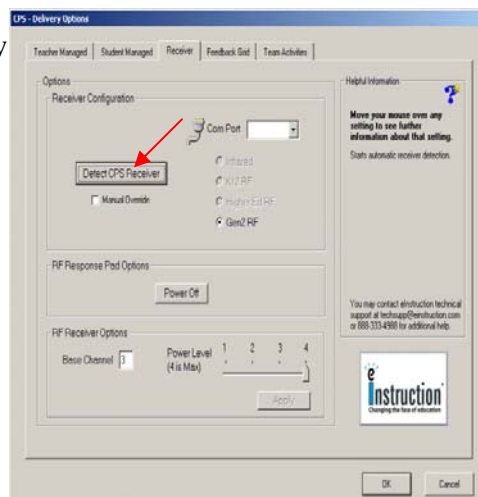 CPS - Delivery Options
y
Teacher Managed
Student Managed
Receiver
Feedback Grid
Team Activities
Options
Receiver Configuration
Com Port
Detect CPS Receiver
Manual Override
Infrared
K12 RF
Higher Ed RF
Gen2 RF
RF Response Pad Options
Power Off
RF Receiver Options
Base Channel 3
Power Level
(4 is Max)
1 2 3 4
Apply
Helpful Information
Move your mouse over any
setting to see further
information about that setting.
Starts automatic receiver detection.
You may contact eInstruction technical
support at techsupp@einstruction.com
or 888-333-4988 for additional help.
eInstruction
Changing the face of education
OK
Cancel